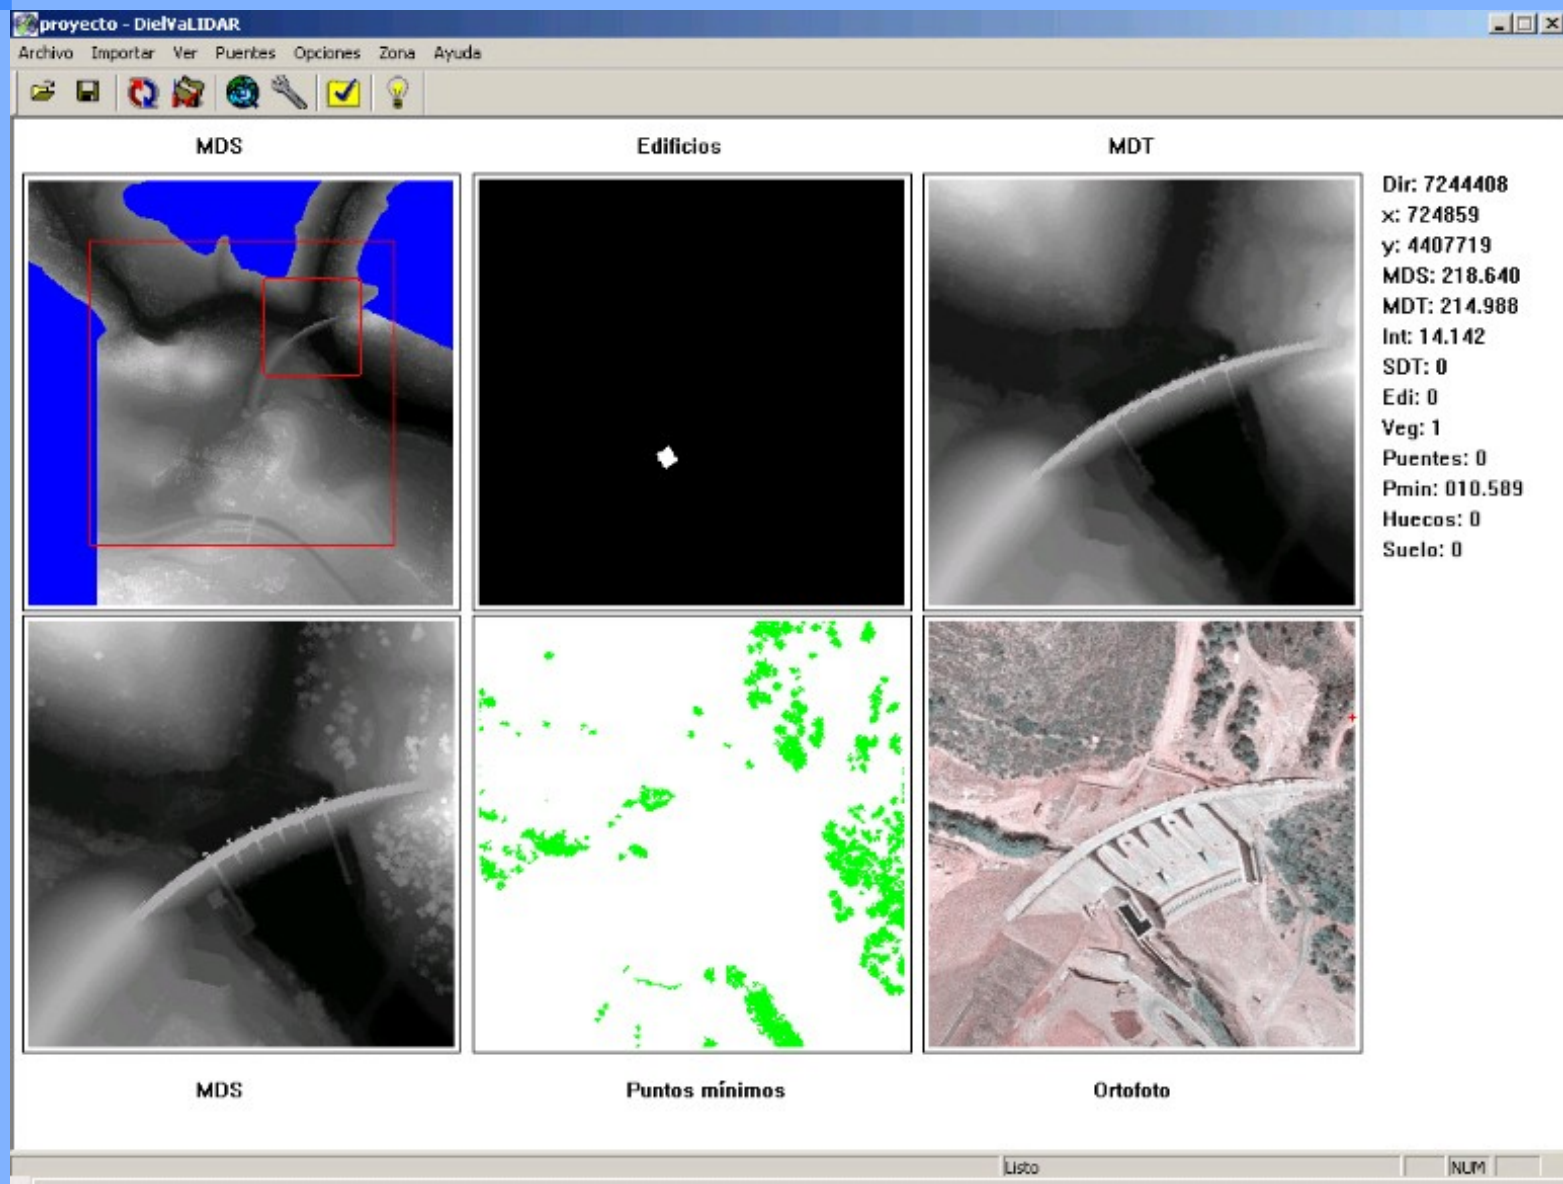 proyecto - DielVaLIDAR
Archivo Importar Ver Puentes Opciones Zona Ayuda
MDS Edificios MDT
Dir: 7244408
x: 724859
y: 4407719
MDS: 218.640
MDT: 214.988
Int: 14.142
SDT: 0
Edi: 0
Veg: 1
Puentes: 0
Pmin: 010.589
Huecos: 0
Suelo: 0
MDS Puntos mínimos Ortofoto
Listo NUM